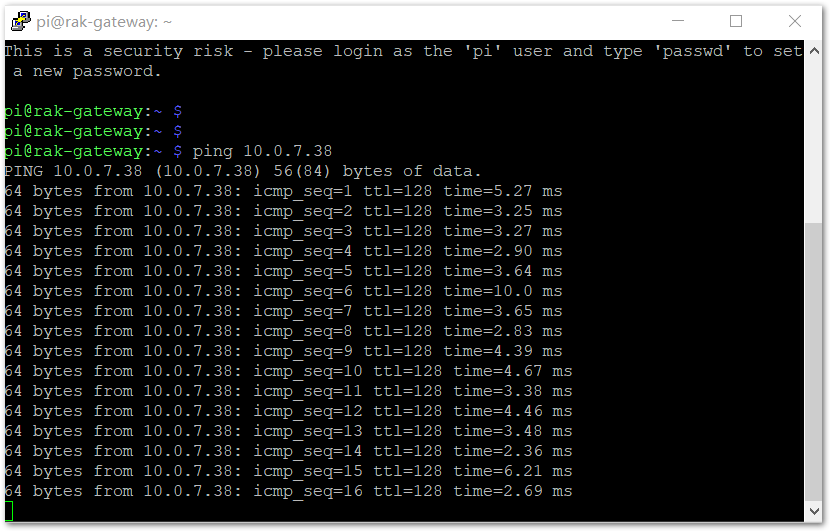 pi@rak-gateway: ~
This is a security risk - please login as the 'pi' user and type 'passwd' to set
 a new password.
pi@rak-gateway:~ $
pi@rak-gateway:~ $
pi@rak-gateway:~ $ ping 10.0.7.38
PING 10.0.7.38 (10.0.7.38) 56(84) bytes of data.
64 bytes from 10.0.7.38: icmp_seq=1 ttl=128 time=5.27 ms
64 bytes from 10.0.7.38: icmp_seq=2 ttl=128 time=3.25 ms
64 bytes from 10.0.7.38: icmp_seq=3 ttl=128 time=3.27 ms
64 bytes from 10.0.7.38: icmp_seq=4 ttl=128 time=2.90 ms
64 bytes from 10.0.7.38: icmp_seq=5 ttl=128 time=3.64 ms
64 bytes from 10.0.7.38: icmp_seq=6 ttl=128 time=10.0 ms
64 bytes from 10.0.7.38: icmp_seq=7 ttl=128 time=3.65 ms
64 bytes from 10.0.7.38: icmp_seq=8 ttl=128 time=2.83 ms
64 bytes from 10.0.7.38: icmp_seq=9 ttl=128 time=4.39 ms
64 bytes from 10.0.7.38: icmp_seq=10 ttl=128 time=4.67 ms
64 bytes from 10.0.7.38: icmp_seq=11 ttl=128 time=3.38 ms
64 bytes from 10.0.7.38: icmp_seq=12 ttl=128 time=4.46 ms
64 bytes from 10.0.7.38: icmp_seq=13 ttl=128 time=3.48 ms
64 bytes from 10.0.7.38: icmp_seq=14 ttl=128 time=2.36 ms
64 bytes from 10.0.7.38: icmp_seq=15 ttl=128 time=6.21 ms
64 bytes from 10.0.7.38: icmp_seq=16 ttl=128 time=2.69 ms